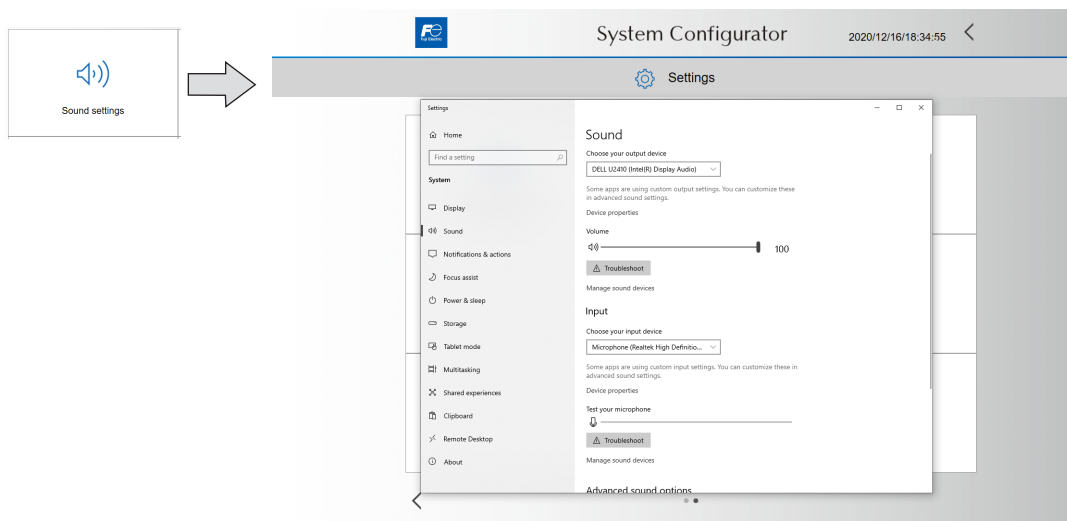 Sound settings
Fe
Fuji Electric
System Configurator
2020/12/16/18:34:55
Settings
Settings
Home
Find a setting
System
Display
Sound
Notifications & actions
Focus assist
Power & sleep
Storage
Tablet mode
Multitasking
Shared experiences
Clipboard
Remote Desktop
About
Sound
Choose your output device
DELL U2410 (Intel(R) Display Audio)
Some apps are using custom output settings. You can customize these
in advanced sound settings.
Device properties
Volume
100
Troubleshoot
Manage sound devices
Input
Choose your input device
Microphone (Realtek High Definitio...
Some apps are using custom input settings. You can customize these in
advanced sound settings.
Device properties
Test your microphone
Troubleshoot
Manage sound devices
Advanced sound options